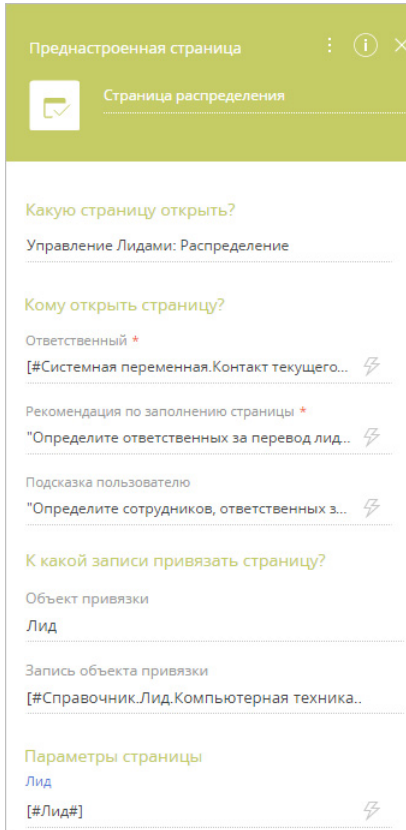 Преднастроенная страница
Страница распределения
Какую страницу открыть?
Управление Лидами: Распределение
Кому открыть страницу?
Ответственный *
[#Системная переменная.Контакт текущего...
Рекомендация по заполнению страницы *
"Определите ответственных за перевод лид...
Подсказка пользователю
"Определите сотрудников, ответственных з...
К какой записи привязать страницу?
Объект привязки
Лид
Запись объекта привязки
[#Справочник.Лид.Компьютерная техника..
Параметры страницы
Лид
[#Лид#]